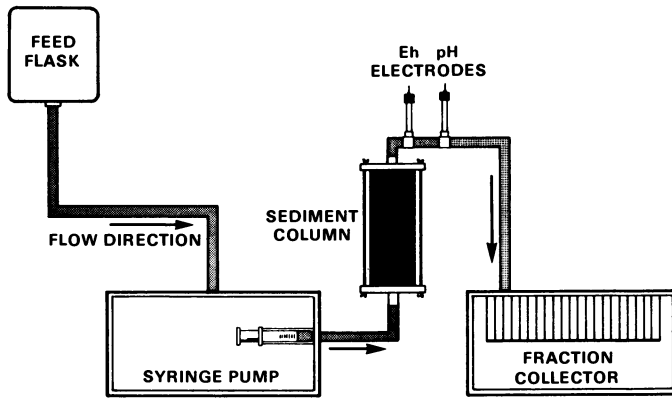 FEED
FLASK
Eh pH
ELECTRODES
SEDIMENT
COLUMN
FLOW DIRECTION
SYRINGE PUMP
FRACTION
COLLECTOR